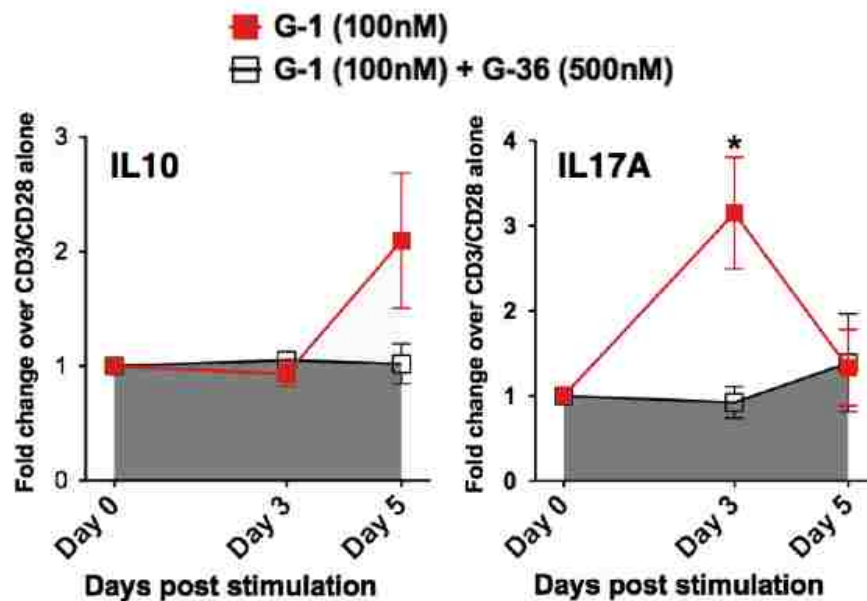 G-1 (100nM)
G-1 (100nM) + G-36 (500nM)
Fold change over CD3/CD28 alone
3
2
1
0
IL10
Day 0
Day 3
Day 5
Days post stimulation
Fold change over CD3/CD28 alone
4
3
2
1
0
IL17A
*
Day 0
Day 3
Day 5
Days post stimulation